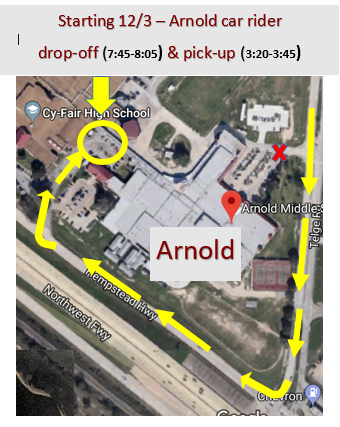 Starting 12/3 – Arnold car rider
drop-off (7:45-8:05) & pick-up (3:20-3:45)
Cy-Fair High School
Arnold Middle S
Telge R
Arnold
Hempstead Hwy
Northwest Fwy
Chevron
Google